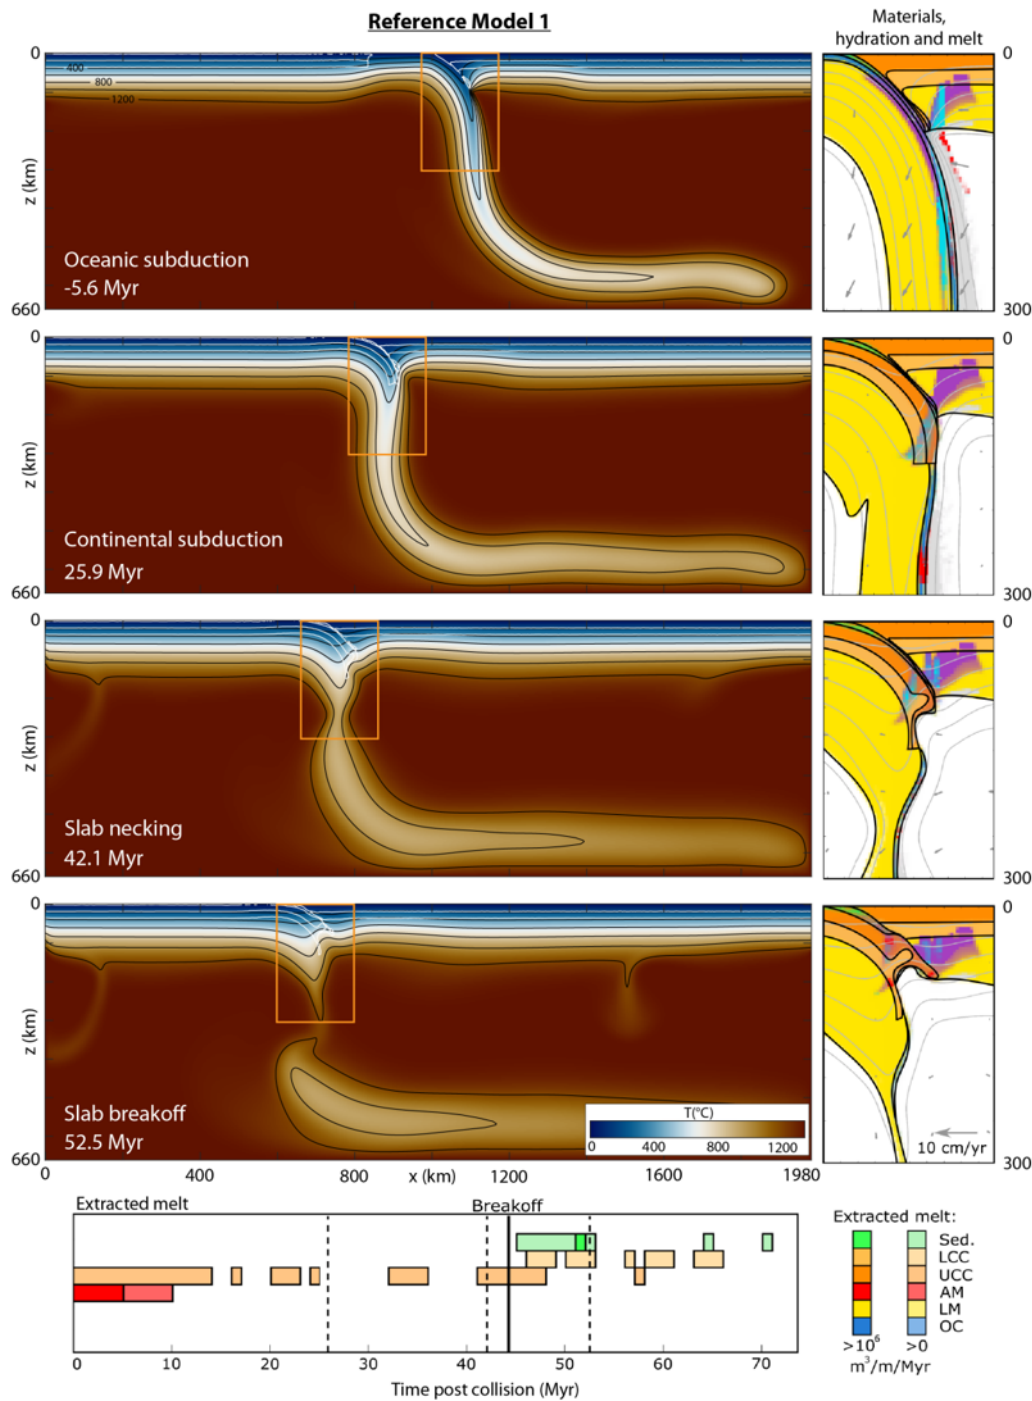 Reference Model 1
Materials,
hydration and melt
0
400
800
1200
z (km)
Oceanic subduction
-5.6 Myr
660
0
300
0
z (km)
Continental subduction
25.9 Myr
660
0
300
0
z (km)
Slab necking
42.1 Myr
660
0
300
0
z (km)
Slab breakoff
52.5 Myr
660
T(°C)
0 400 800 1200
0
10 cm/yr
300
0 400 800 x (km) 1200 1600 1980
Extracted melt
Breakoff
0 10 20 30 40 50 60 70
Time post collision (Myr)
Extracted melt:
Sed.
LCC
UCC
AM
LM
OC
>10⁶ >0
m³/m/Myr